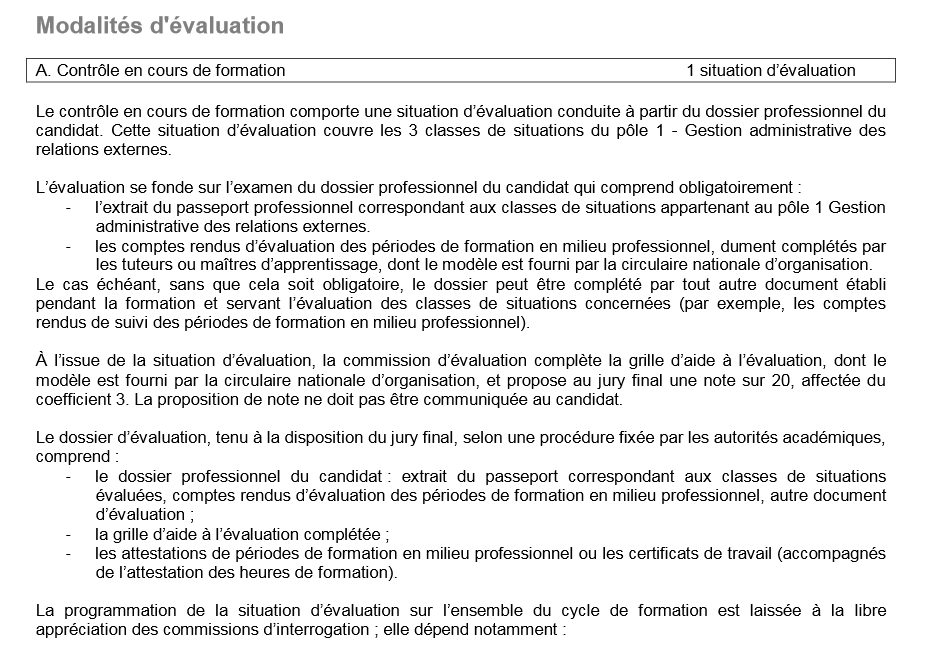 Modalités d'évaluation
A. Contrôle en cours de formation 1 situation d’évaluation
Le contrôle en cours de formation comporte une situation d’évaluation conduite à partir du dossier professionnel du
candidat. Cette situation d’évaluation couvre les 3 classes de situations du pôle 1 - Gestion administrative des
relations externes.
L’évaluation se fonde sur l’examen du dossier professionnel du candidat qui comprend obligatoirement :
- l’extrait du passeport professionnel correspondant aux classes de situations appartenant au pôle 1 Gestion
administrative des relations externes.
- les comptes rendus d’évaluation des périodes de formation en milieu professionnel, dument complétés par
les tuteurs ou maîtres d’apprentissage, dont le modèle est fourni par la circulaire nationale d’organisation.
Le cas échéant, sans que cela soit obligatoire, le dossier peut être complété par tout autre document établi
pendant la formation et servant l’évaluation des classes de situations concernées (par exemple, les comptes
rendus de suivi des périodes de formation en milieu professionnel).
À l’issue de la situation d’évaluation, la commission d’évaluation complète la grille d’aide à l’évaluation, dont le
modèle est fourni par la circulaire nationale d’organisation, et propose au jury final une note sur 20, affectée du
coefficient 3. La proposition de note ne doit pas être communiquée au candidat.
Le dossier d’évaluation, tenu à la disposition du jury final, selon une procédure fixée par les autorités académiques,
comprend :
- le dossier professionnel du candidat : extrait du passeport correspondant aux classes de situations
évaluées, comptes rendus d’évaluation des périodes de formation en milieu professionnel, autre document
d’évaluation ;
- la grille d’aide à l’évaluation complétée ;
- les attestations de périodes de formation en milieu professionnel ou les certificats de travail (accompagnés
de l’attestation des heures de formation).
La programmation de la situation d’évaluation sur l’ensemble du cycle de formation est laissée à la libre
appréciation des commissions d’interrogation ; elle dépend notamment :